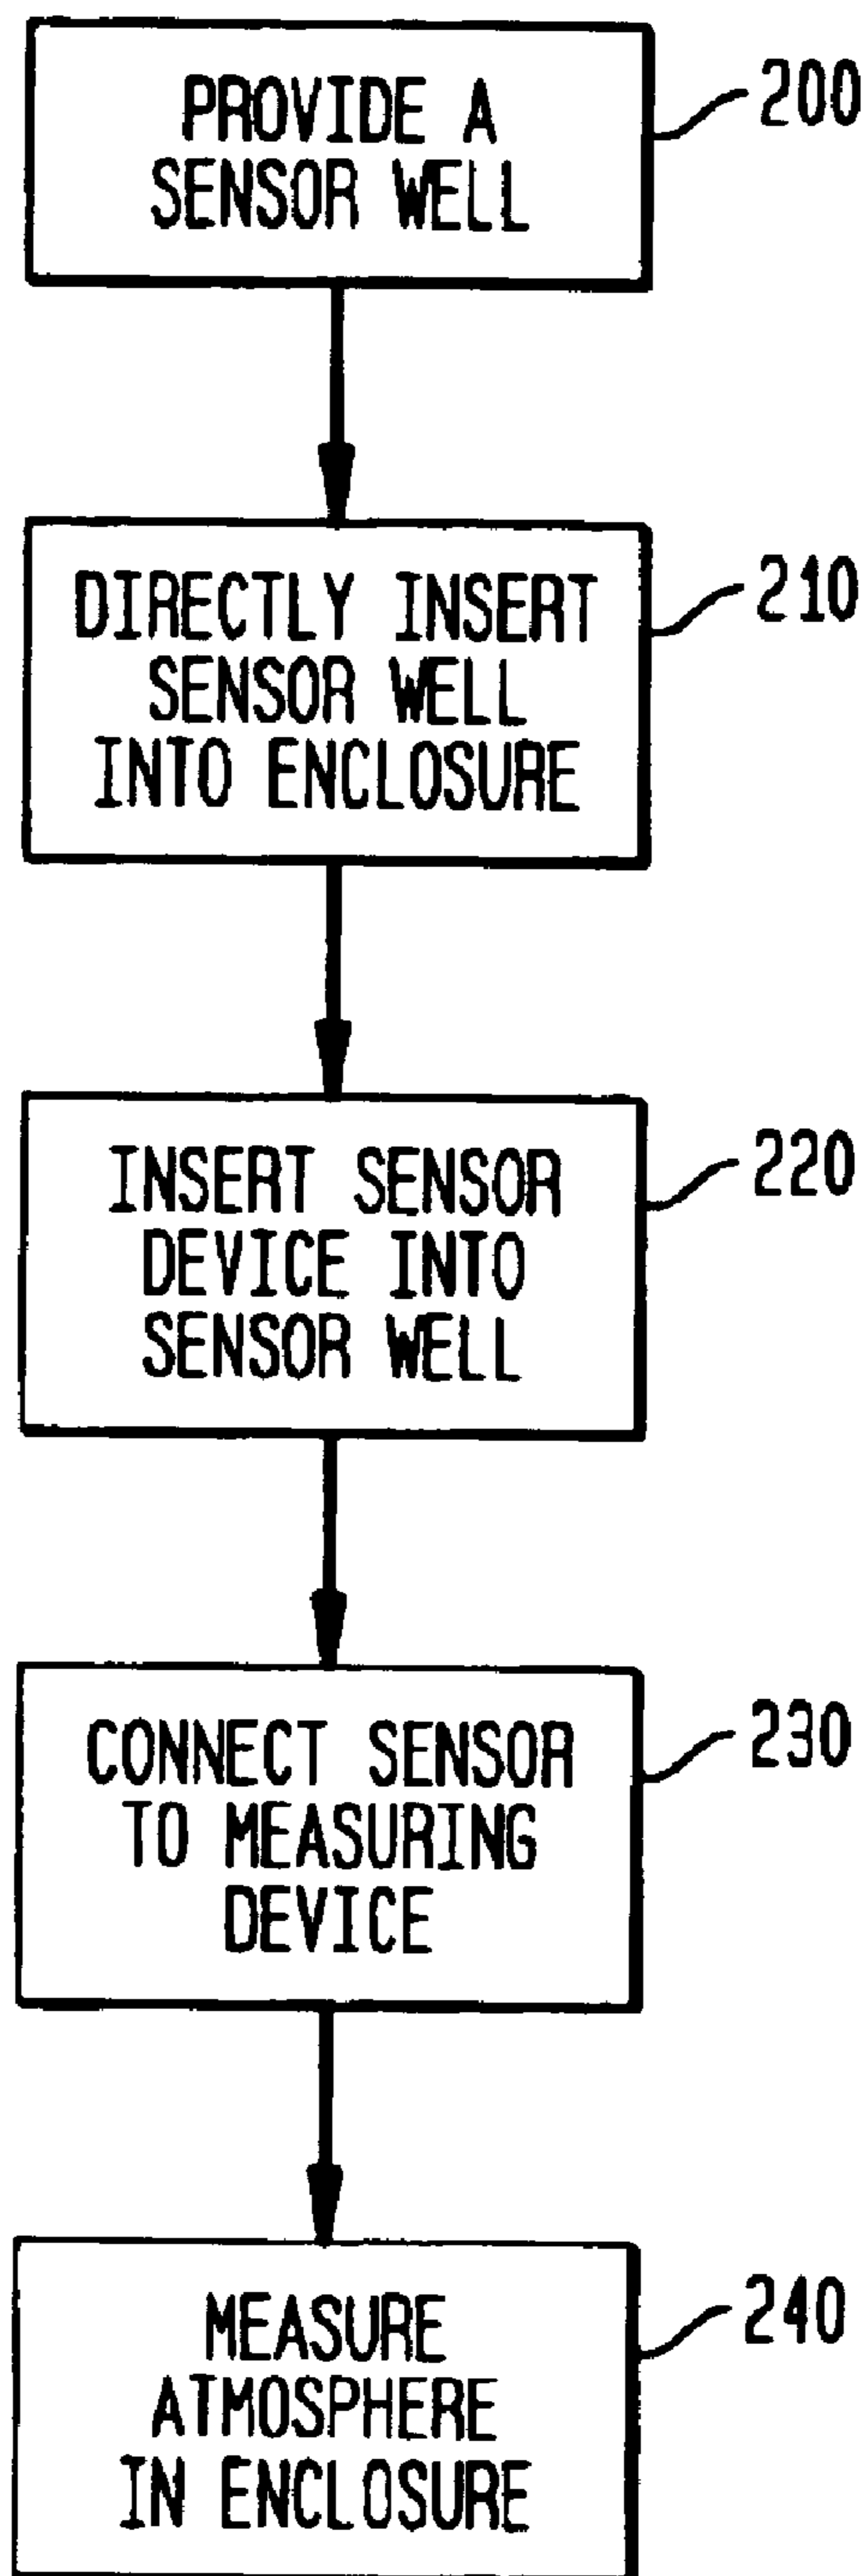 PROVIDE A
SENSOR WELL
200
DIRECTLY INSERT
SENSOR WELL
INTO ENCLOSURE
210
INSERT SENSOR
DEVICE INTO
SENSOR WELL
220
CONNECT SENSOR
TO MEASURING
DEVICE
230
MEASURE
ATMOSPHERE
IN ENCLOSURE
240